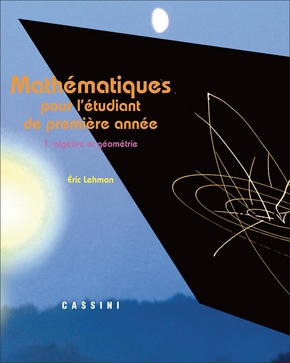 Mathématiques
pour l'étudiant
de première année
1. algèbre et géométrie
Éric Lehman
CASSINI